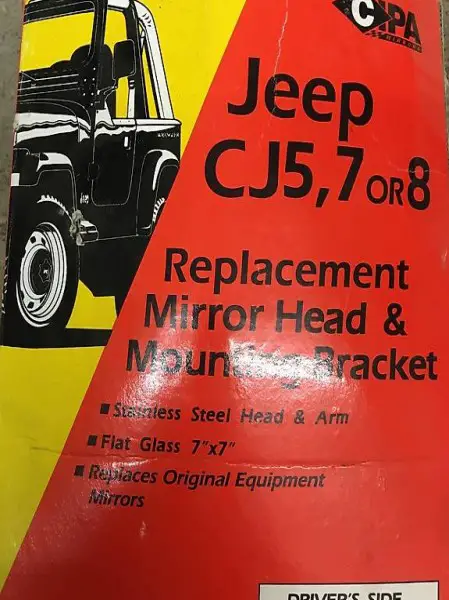 CIPA
Jeep
CJ5,7 OR 8
Replacement
Mirror Head &
Mounting Bracket
■ Stainless Steel Head & Arm
■ Flat Glass 7"x7"
■ Replaces Original Equipment
Mirrors
DRIVER'S SIDE